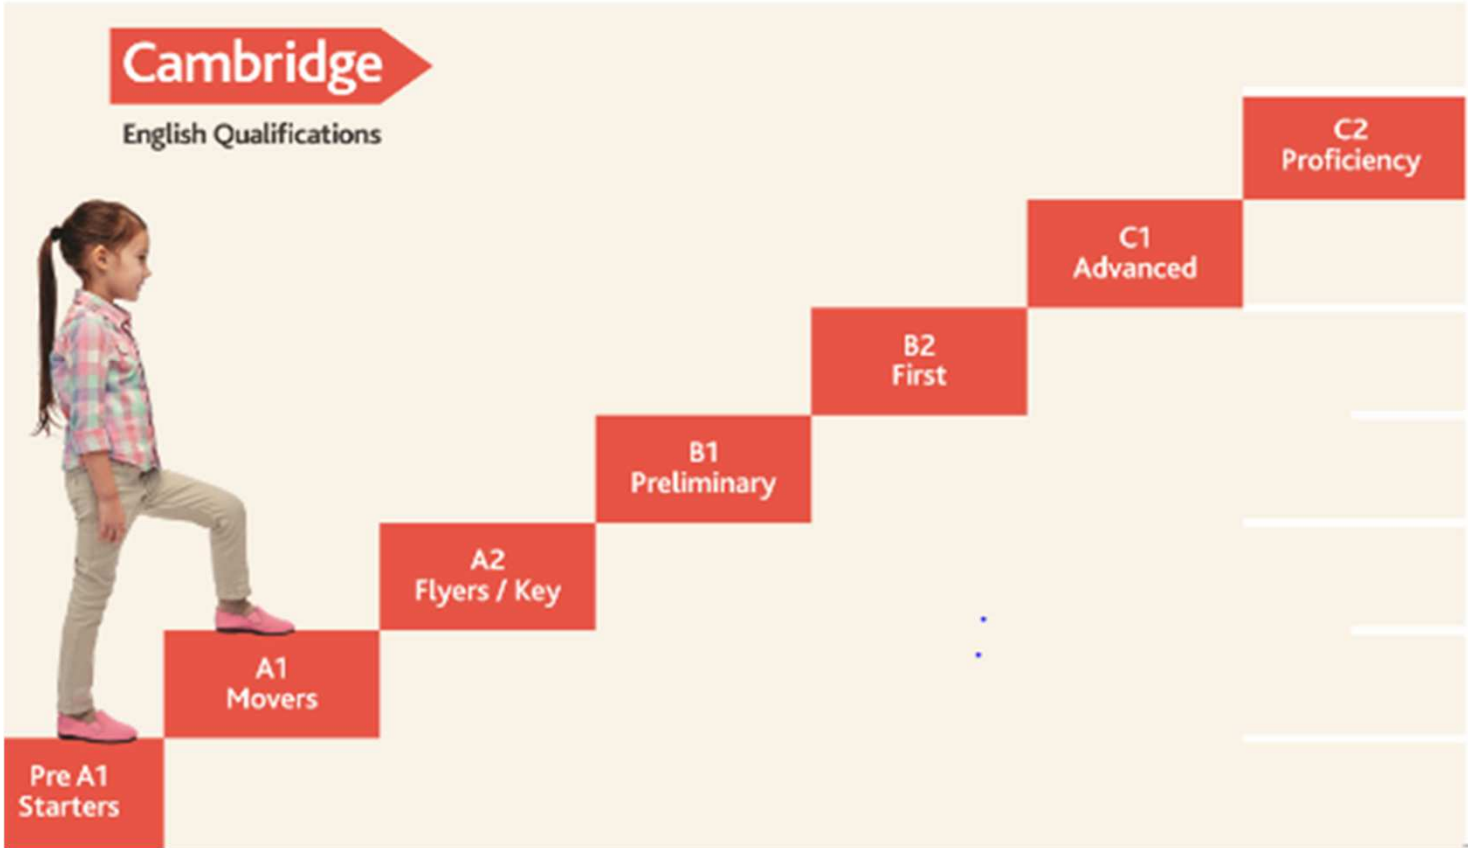 Cambridge
English Qualifications
C2
Proficiency
C1
Advanced
B2
First
B1
Preliminary
A2
Flyers / Key
A1
Movers
Pre A1
Starters